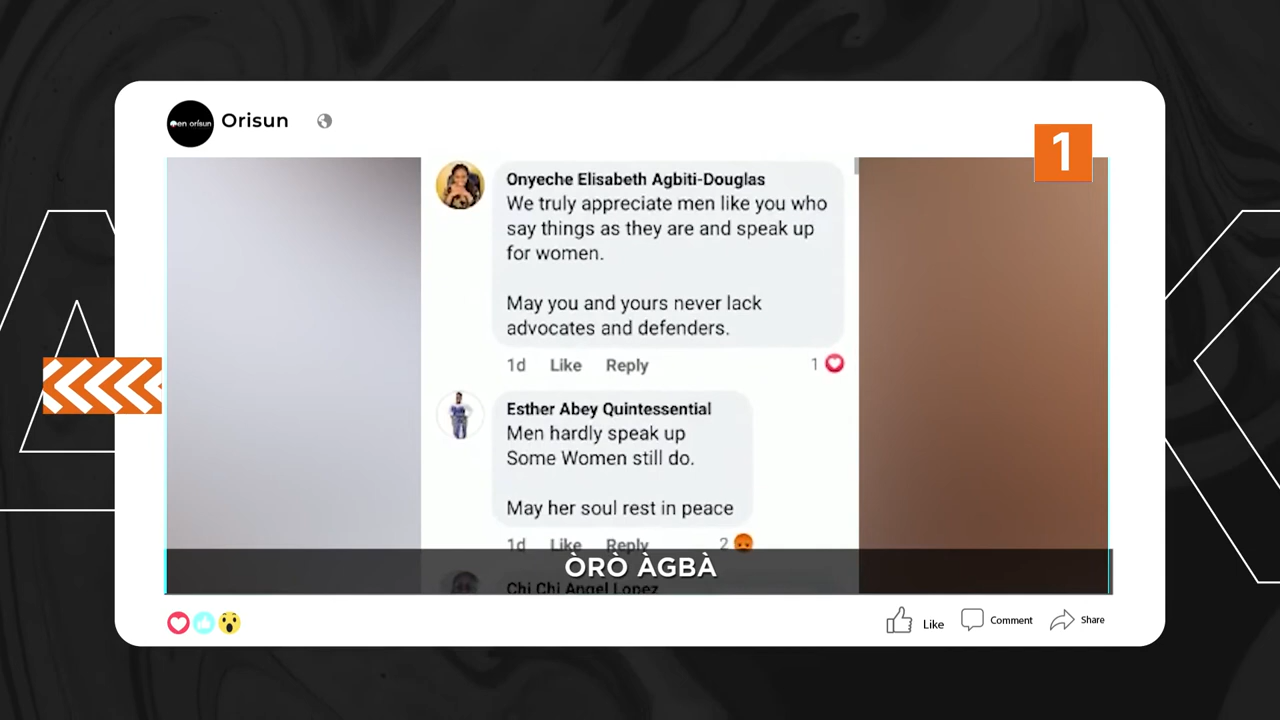 en orísun
Orisun
1
Onyeche Elisabeth Agbiti-Douglas
We truly appreciate men like you who
say things as they are and speak up
for women.
May you and yours never lack
advocates and defenders.
1d Like Reply 1
Esther Abey Quintessential
Men hardly speak up
Some Women still do.
May her soul rest in peace
1d Like Reply 2
Chi Chi Angel Lopez
ÒRÒ ÀGBÀ
Like Comment Share